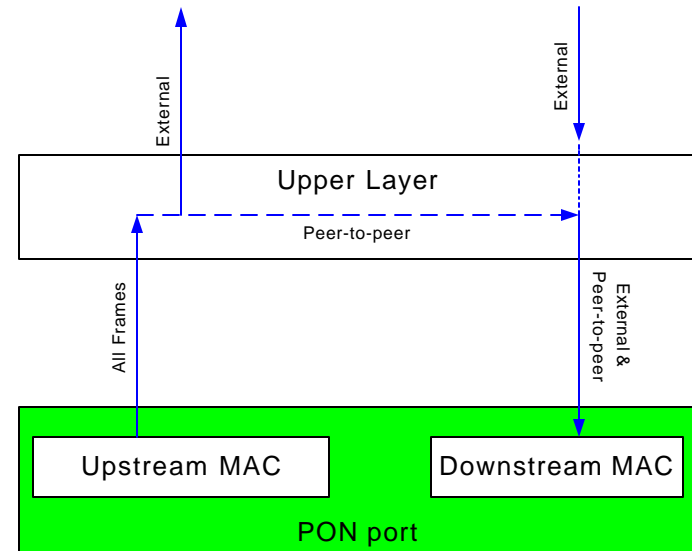 External
External
Upper Layer
Peer-to-peer
All Frames
External &
Peer-to-peer
Upstream MAC
Downstream MAC
PON port